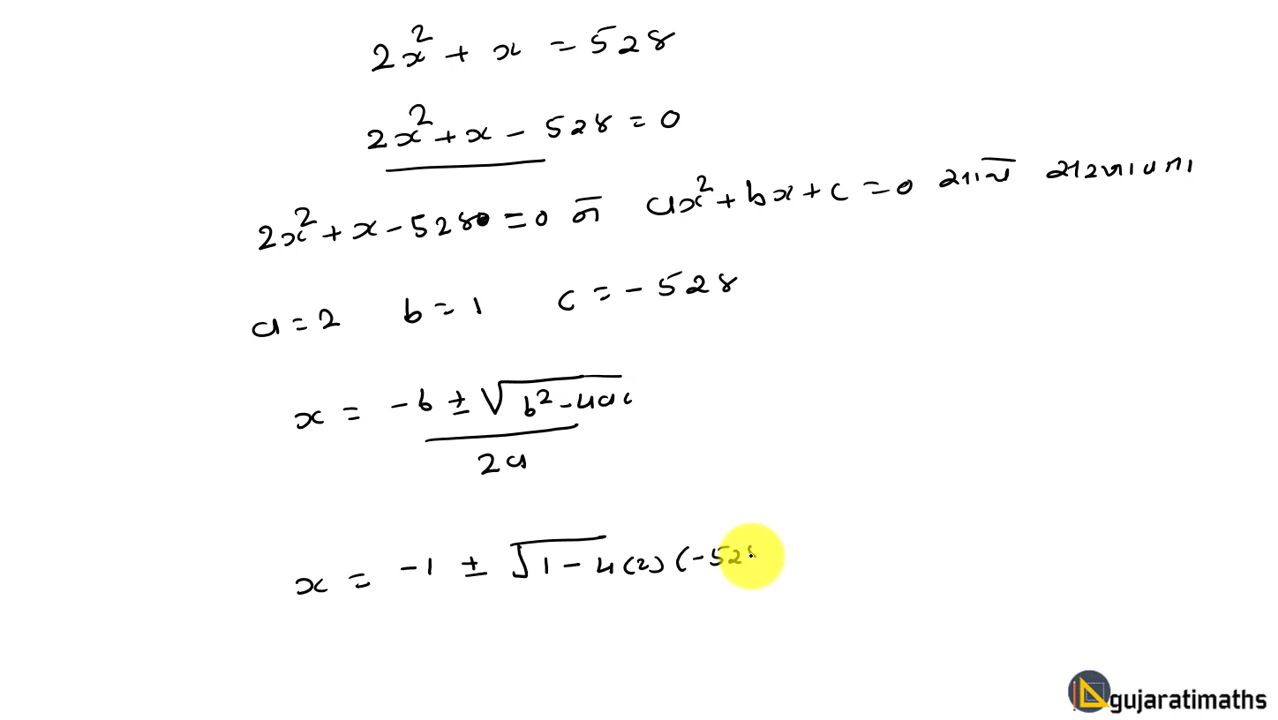 2x² + x = 528
2x² + x - 528 = 0
2x² + x - 528 = 0 ને ax² + bx + c = 0 સાથે સરખાવતા
a = 2 b = 1 c = - 528
x = -b ± √b² - 4ac
2a
x = -1 ± √1 - 4(2) (-528
gujaratimaths